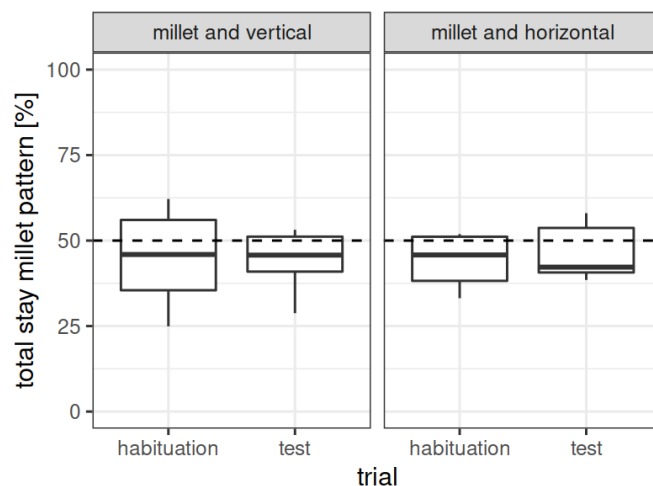 millet and vertical
millet and horizontal
total stay millet pattern [%]
100
75
50
25
0
habituation
test
habituation
test
trial